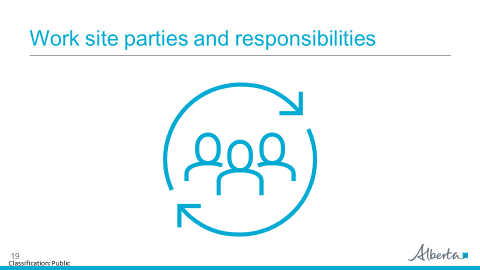 Work site parties and responsibilities
19
Classification: Public
Alberta